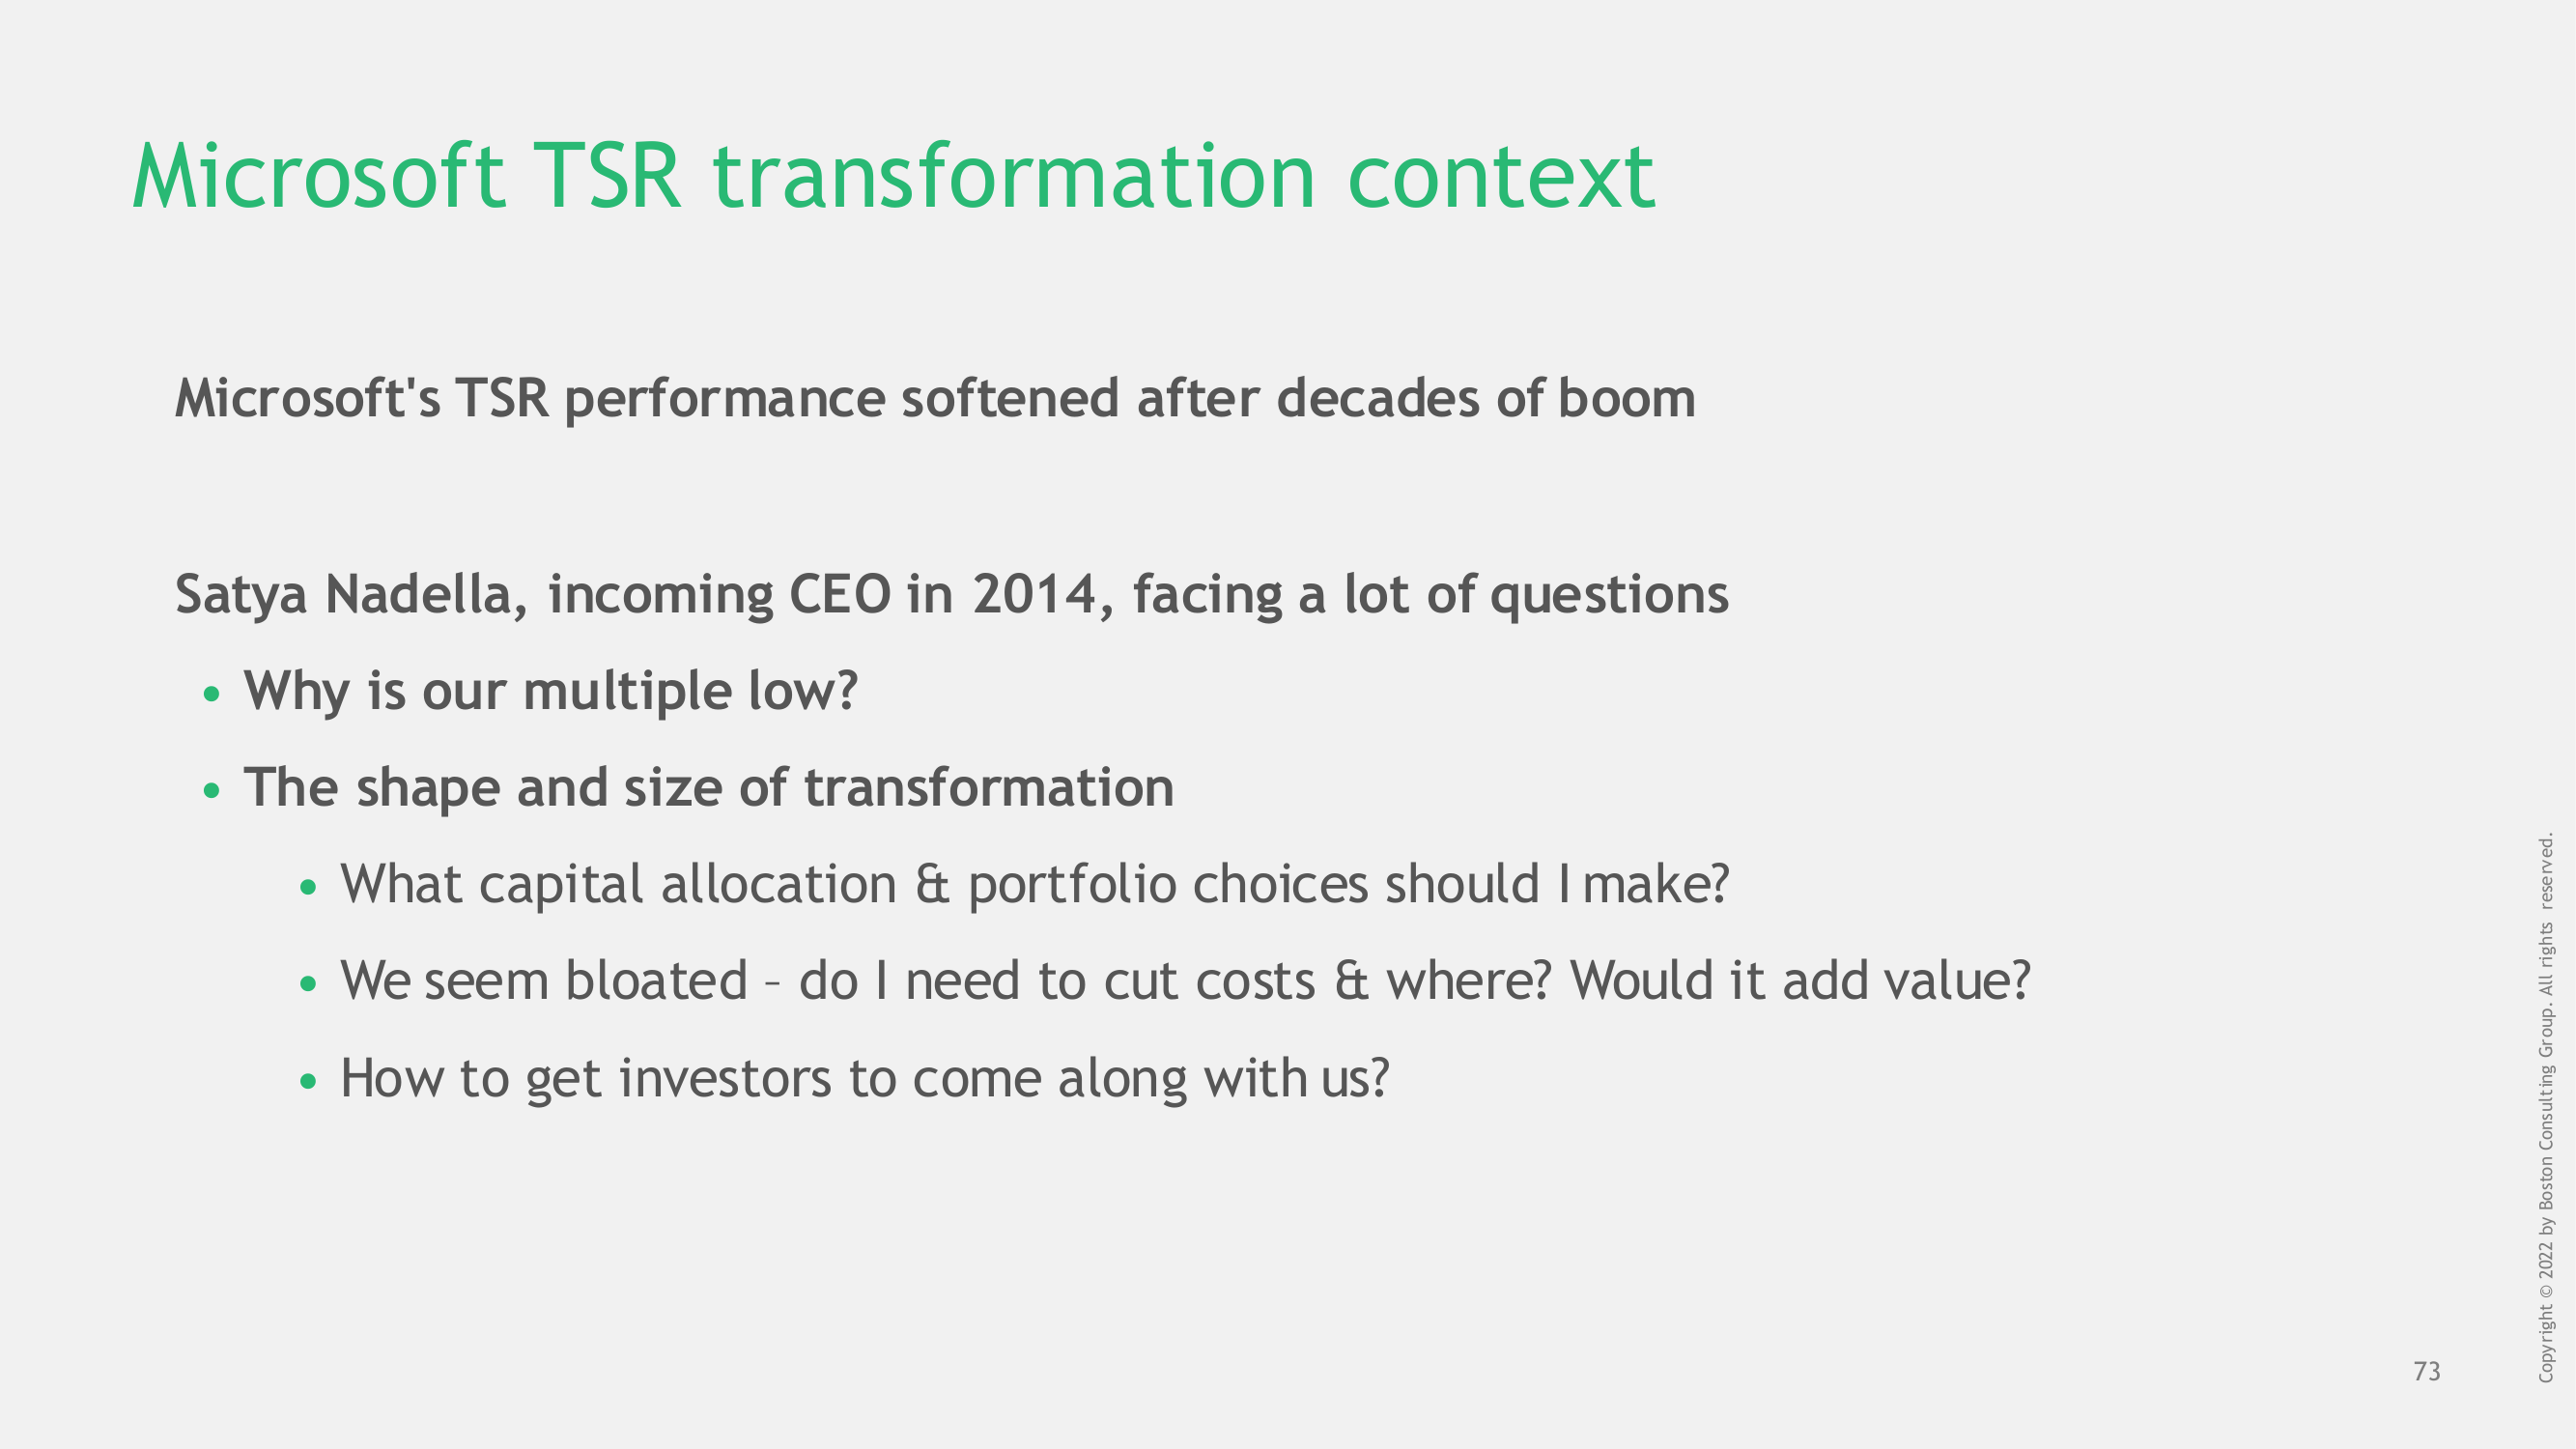 Microsoft TSR transformation context
Microsoft's TSR performance softened after decades of boom
Satya Nadella, incoming CEO in 2014, facing a lot of questions
• Why is our multiple low?
• The shape and size of transformation
• What capital allocation & portfolio choices should I make?
• We seem bloated – do I need to cut costs & where? Would it add value?
• How to get investors to come along with us?
73
Copyright © 2022 by Boston Consulting Group. All rights reserved.